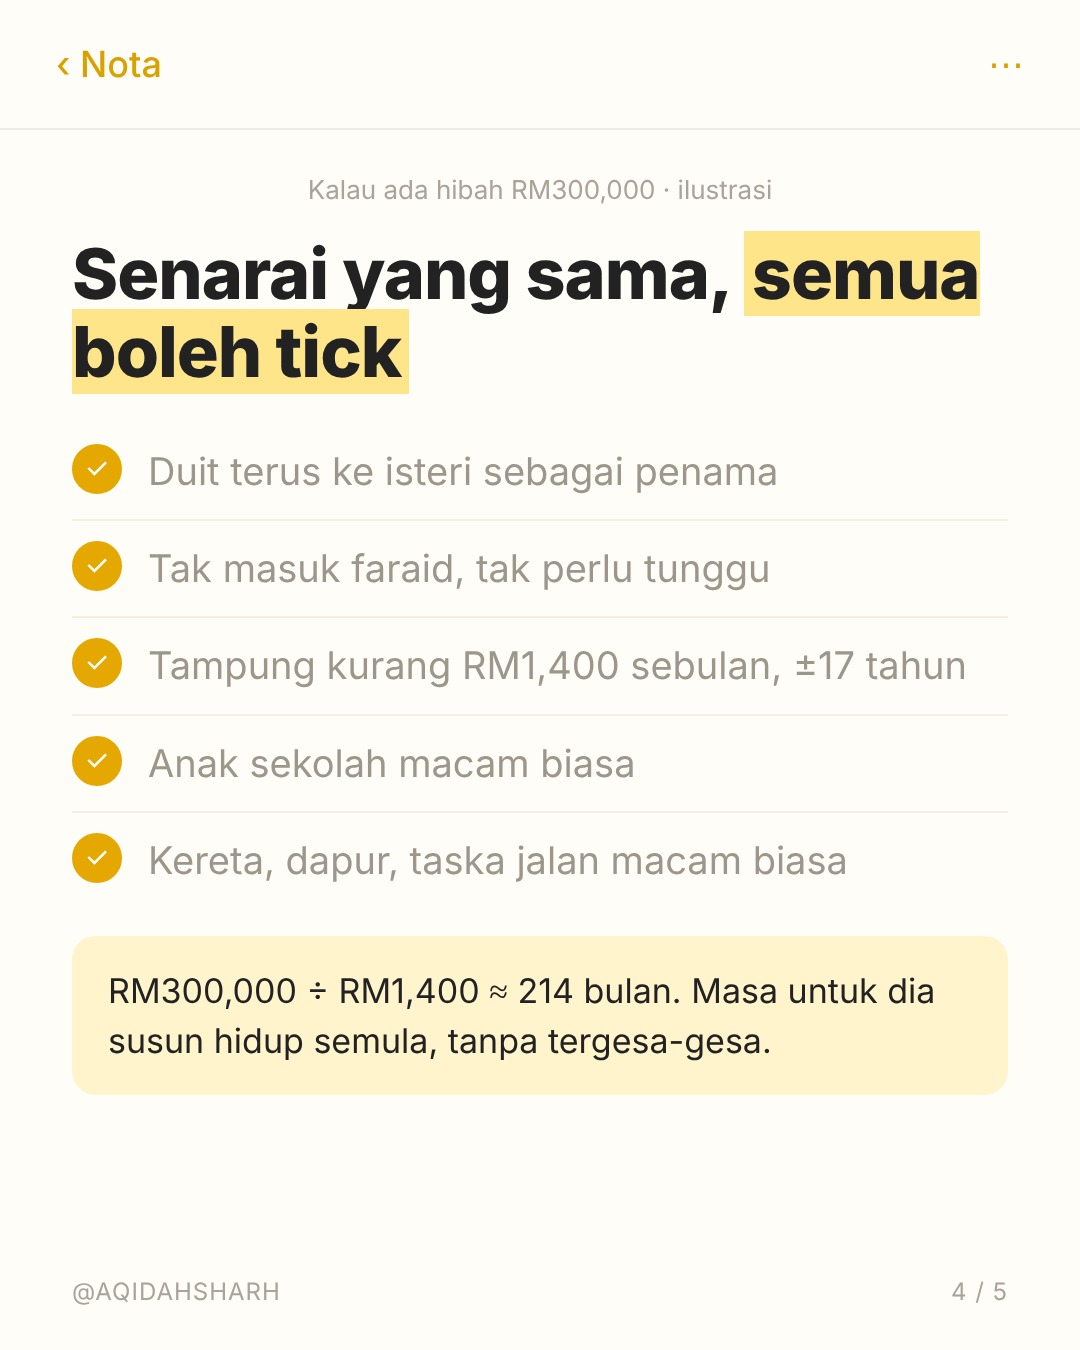 ‹ Nota
...
Kalau ada hibah RM300,000 · ilustrasi
Senarai yang sama, semua
boleh tick
Duit terus ke isteri sebagai penama
Tak masuk faraid, tak perlu tunggu
Tampung kurang RM1,400 sebulan, ±17 tahun
Anak sekolah macam biasa
Kereta, dapur, taska jalan macam biasa
RM300,000 ÷ RM1,400 ≈ 214 bulan. Masa untuk dia
susun hidup semula, tanpa tergesa-gesa.
@AQIDAHSHARH
4 / 5